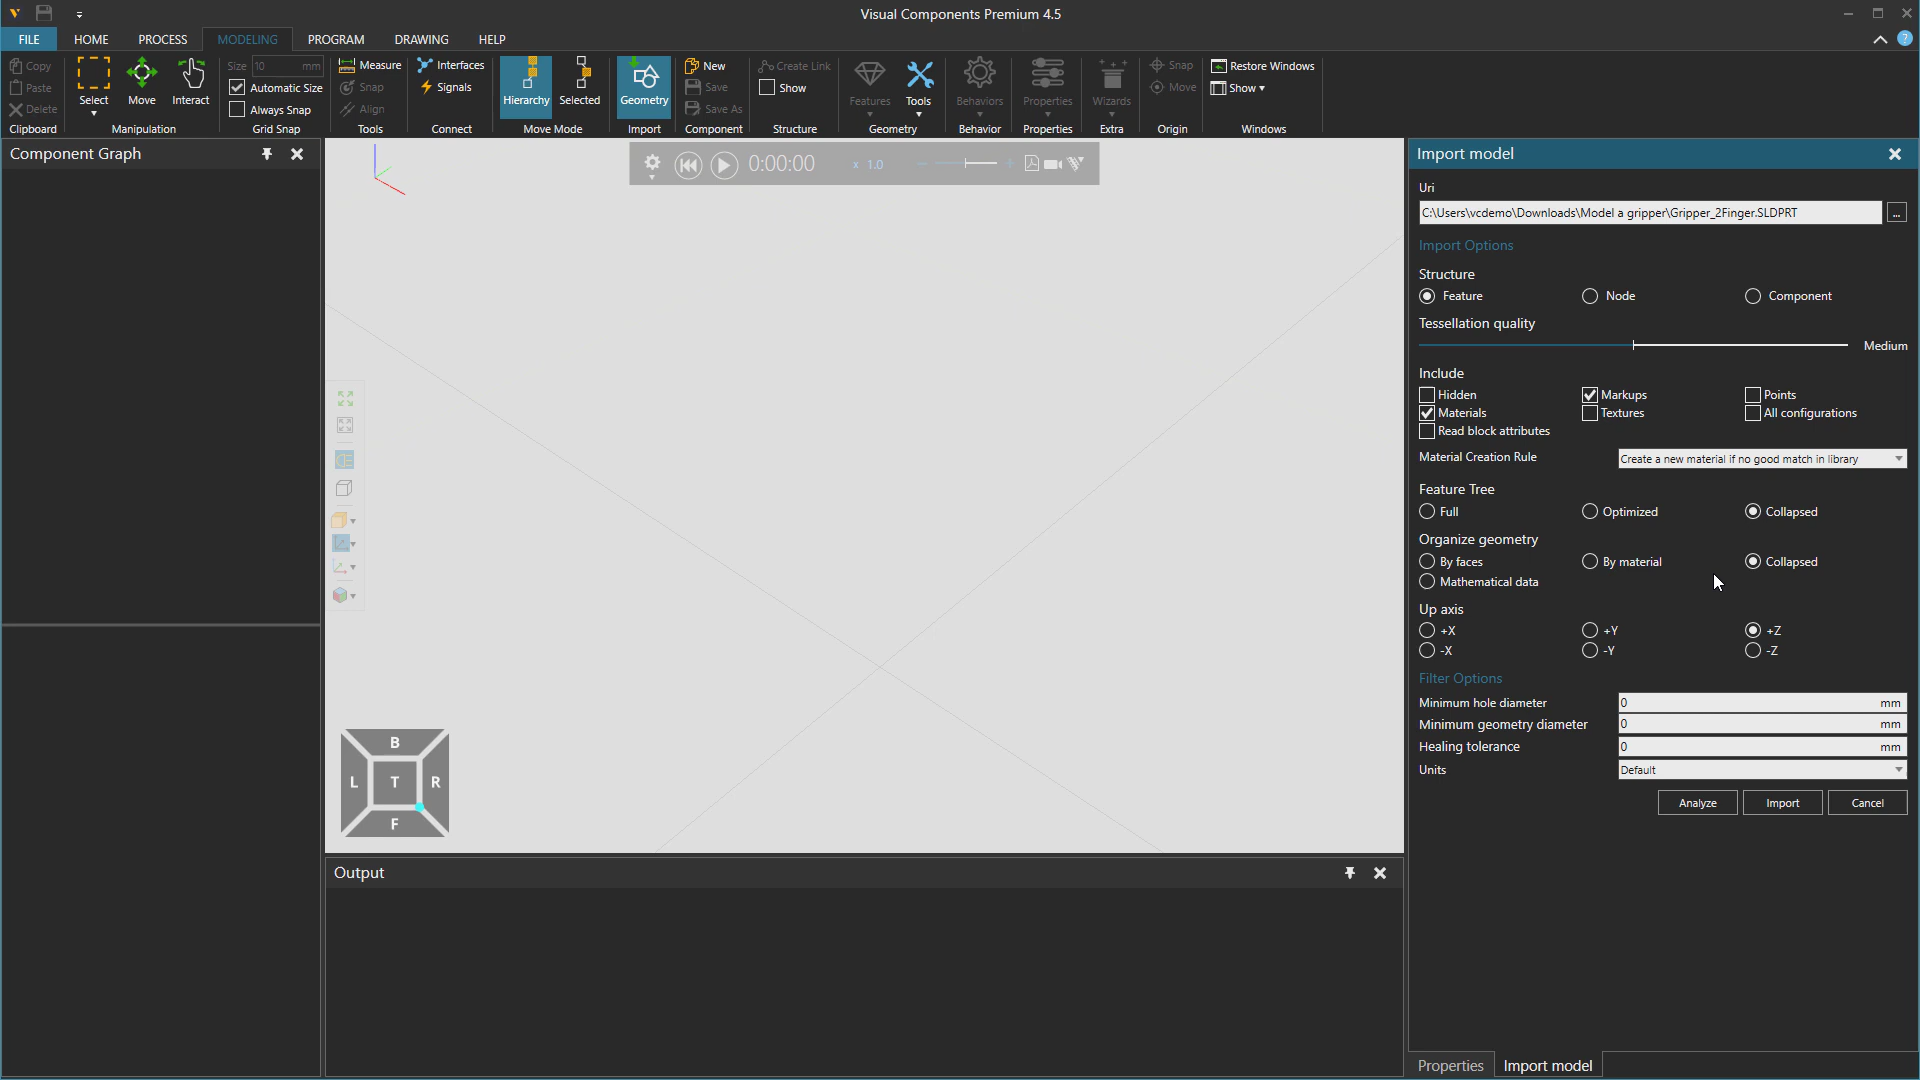 Visual Components Premium 4.5
FILE HOME PROCESS MODELING PROGRAM DRAWING HELP
Copy
Paste
Delete
Clipboard
Select
Move
Interact
Manipulation
Size 10 mm
Automatic Size
Always Snap
Grid Snap
Measure
Snap
Align
Tools
Interfaces
Signals
Connect
Hierarchy
Selected
Move Mode
Geometry
Import
New
Save
Save As
Component
Create Link
Show
Structure
Features
Tools
Geometry
Behaviors
Behavior
Properties
Properties
Wizards
Extra
Snap
Move
Origin
Restore Windows
Show
Windows
Component Graph
0:00:00 x 1.0
B
L T R
F
Output
Import model
Uri
C:\Users\vcdemo\Downloads\Model a gripper\Gripper_2Finger.SLDPRT ...
Import Options
Structure
Feature Node Component
Tessellation quality
Medium
Include
Hidden Markups Points
Materials Textures All configurations
Read block attributes
Material Creation Rule Create a new material if no good match in library
Feature Tree
Full Optimized Collapsed
Organize geometry
By faces By material Collapsed
Mathematical data
Up axis
+X +Y +Z
-X -Y -Z
Filter Options
Minimum hole diameter 0 mm
Minimum geometry diameter 0 mm
Healing tolerance 0 mm
Units Default
Analyze Import Cancel
Properties Import model